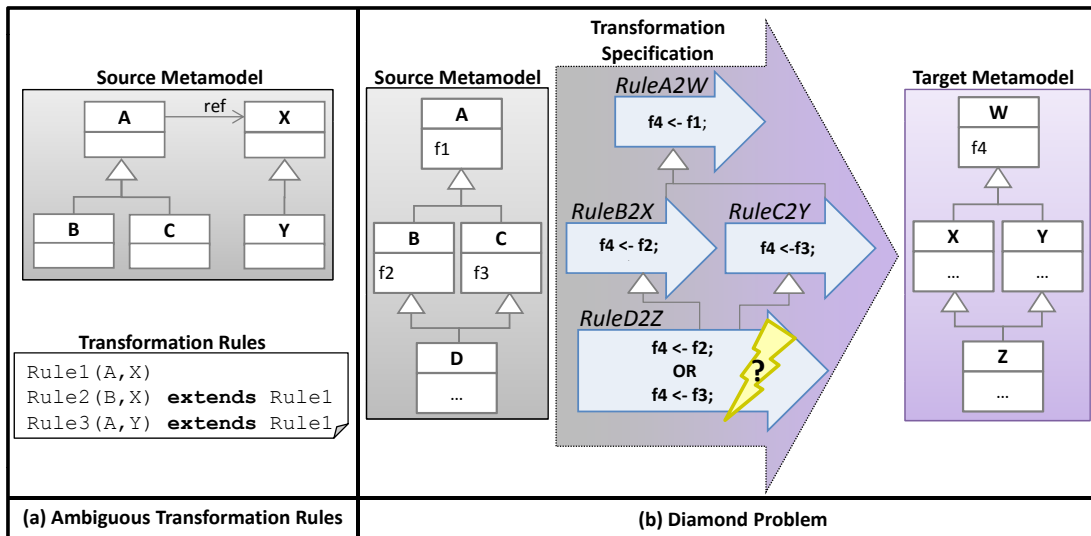 Source Metamodel
A
ref
X
B
C
Y
Transformation Rules
Rule1(A,X)
Rule2(B,X) extends Rule1
Rule3(A,Y) extends Rule1
(a) Ambiguous Transformation Rules
Source Metamodel
A
f1
B
C
f2
f3
D
...
Transformation
Specification
RuleA2W
f4 <- f1;
RuleB2X
RuleC2Y
f4 <- f2;
f4 <-f3;
RuleD2Z
f4 <- f2;
OR
f4 <- f3;
?
Target Metamodel
W
f4
X
Y
...
...
Z
...
(b) Diamond Problem